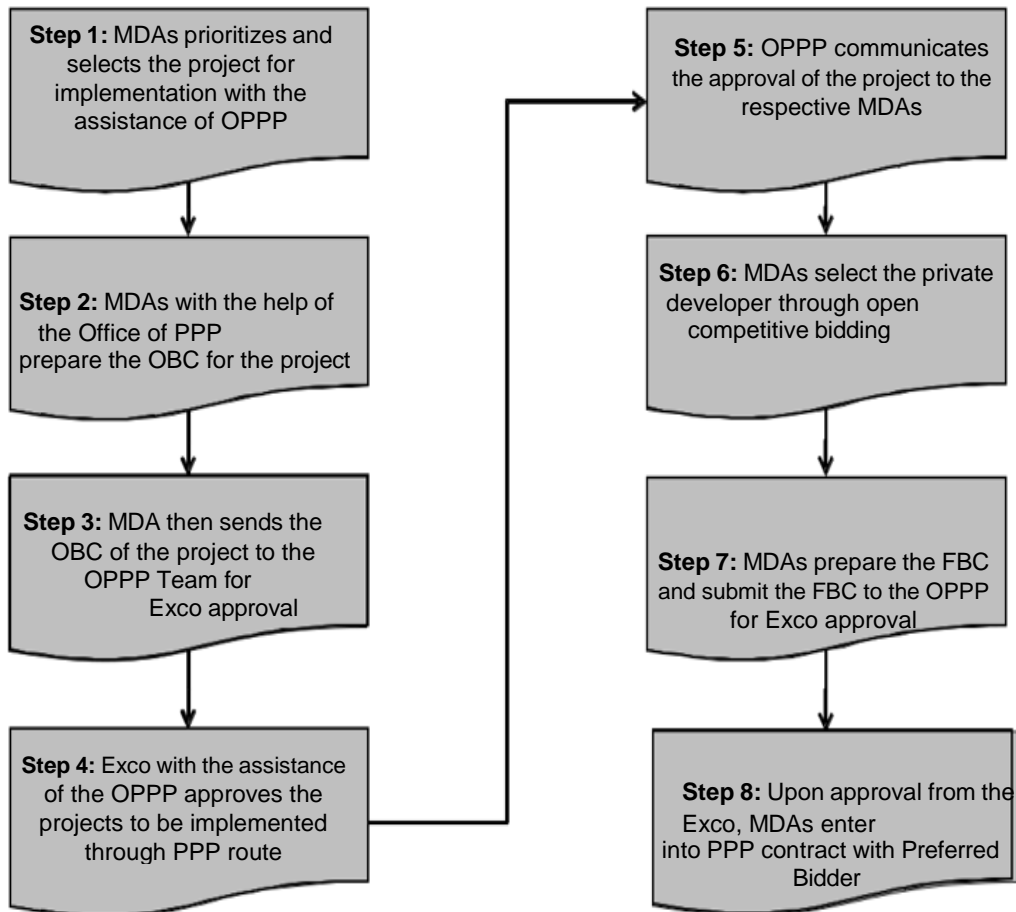 Step 1: MDAs prioritizes and
selects the project for
implementation with the
assistance of OPPP
Step 2: MDAs with the help of
the Office of PPP
prepare the OBC for the project
Step 3: MDA then sends the
OBC of the project to the
OPPP Team for
Exco approval
Step 4: Exco with the assistance
of the OPPP approves the
projects to be implemented
through PPP route
Step 5: OPPP communicates
the approval of the project to the
respective MDAs
Step 6: MDAs select the private
developer through open
competitive bidding
Step 7: MDAs prepare the FBC
and submit the FBC to the OPPP
for Exco approval
Step 8: Upon approval from the
Exco, MDAs enter
into PPP contract with Preferred
Bidder